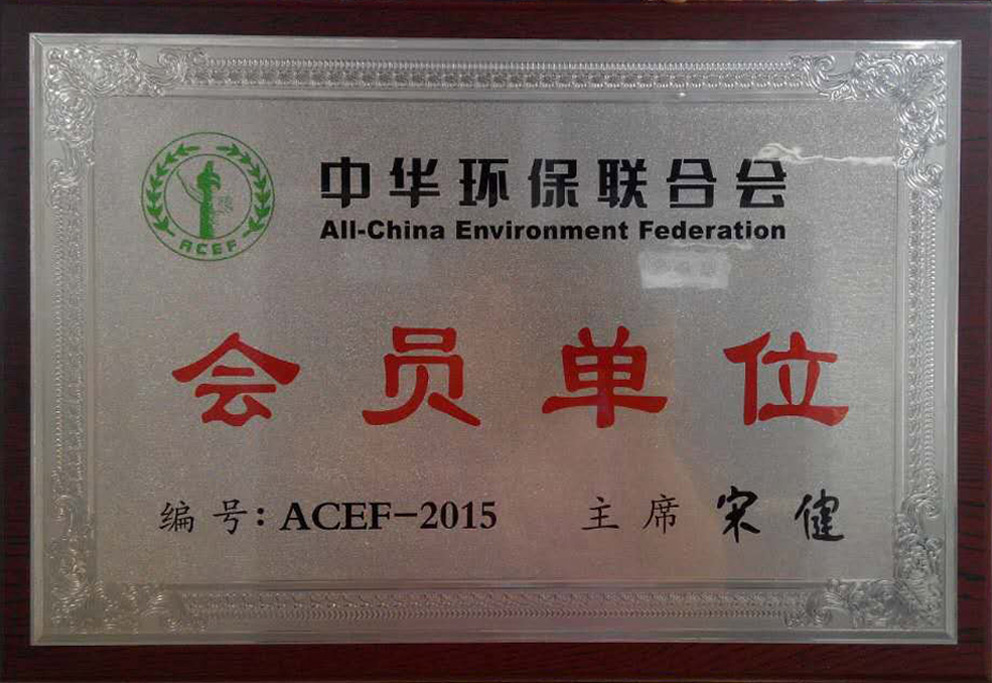 中华环保联合会
All-China Environment Federation
ACEF
会员单位
编号：ACEF-2015 主席 宋健